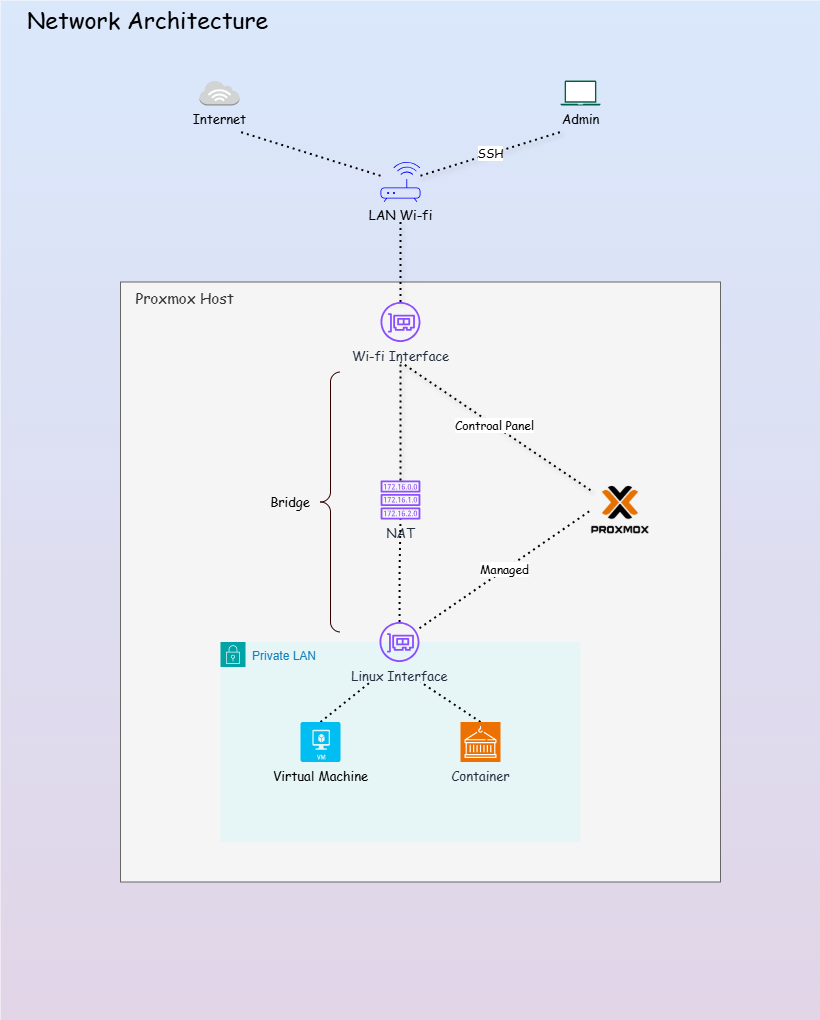 Network Architecture
Internet
Admin
SSH
LAN Wi-fi
Proxmox Host
Wi-fi Interface
Controal Panel
172.16.0.0
172.16.1.0
172.16.2.0
Bridge
PROXMOX
NAT
Managed
Private LAN
Linux Interface
VM
Virtual Machine
Container